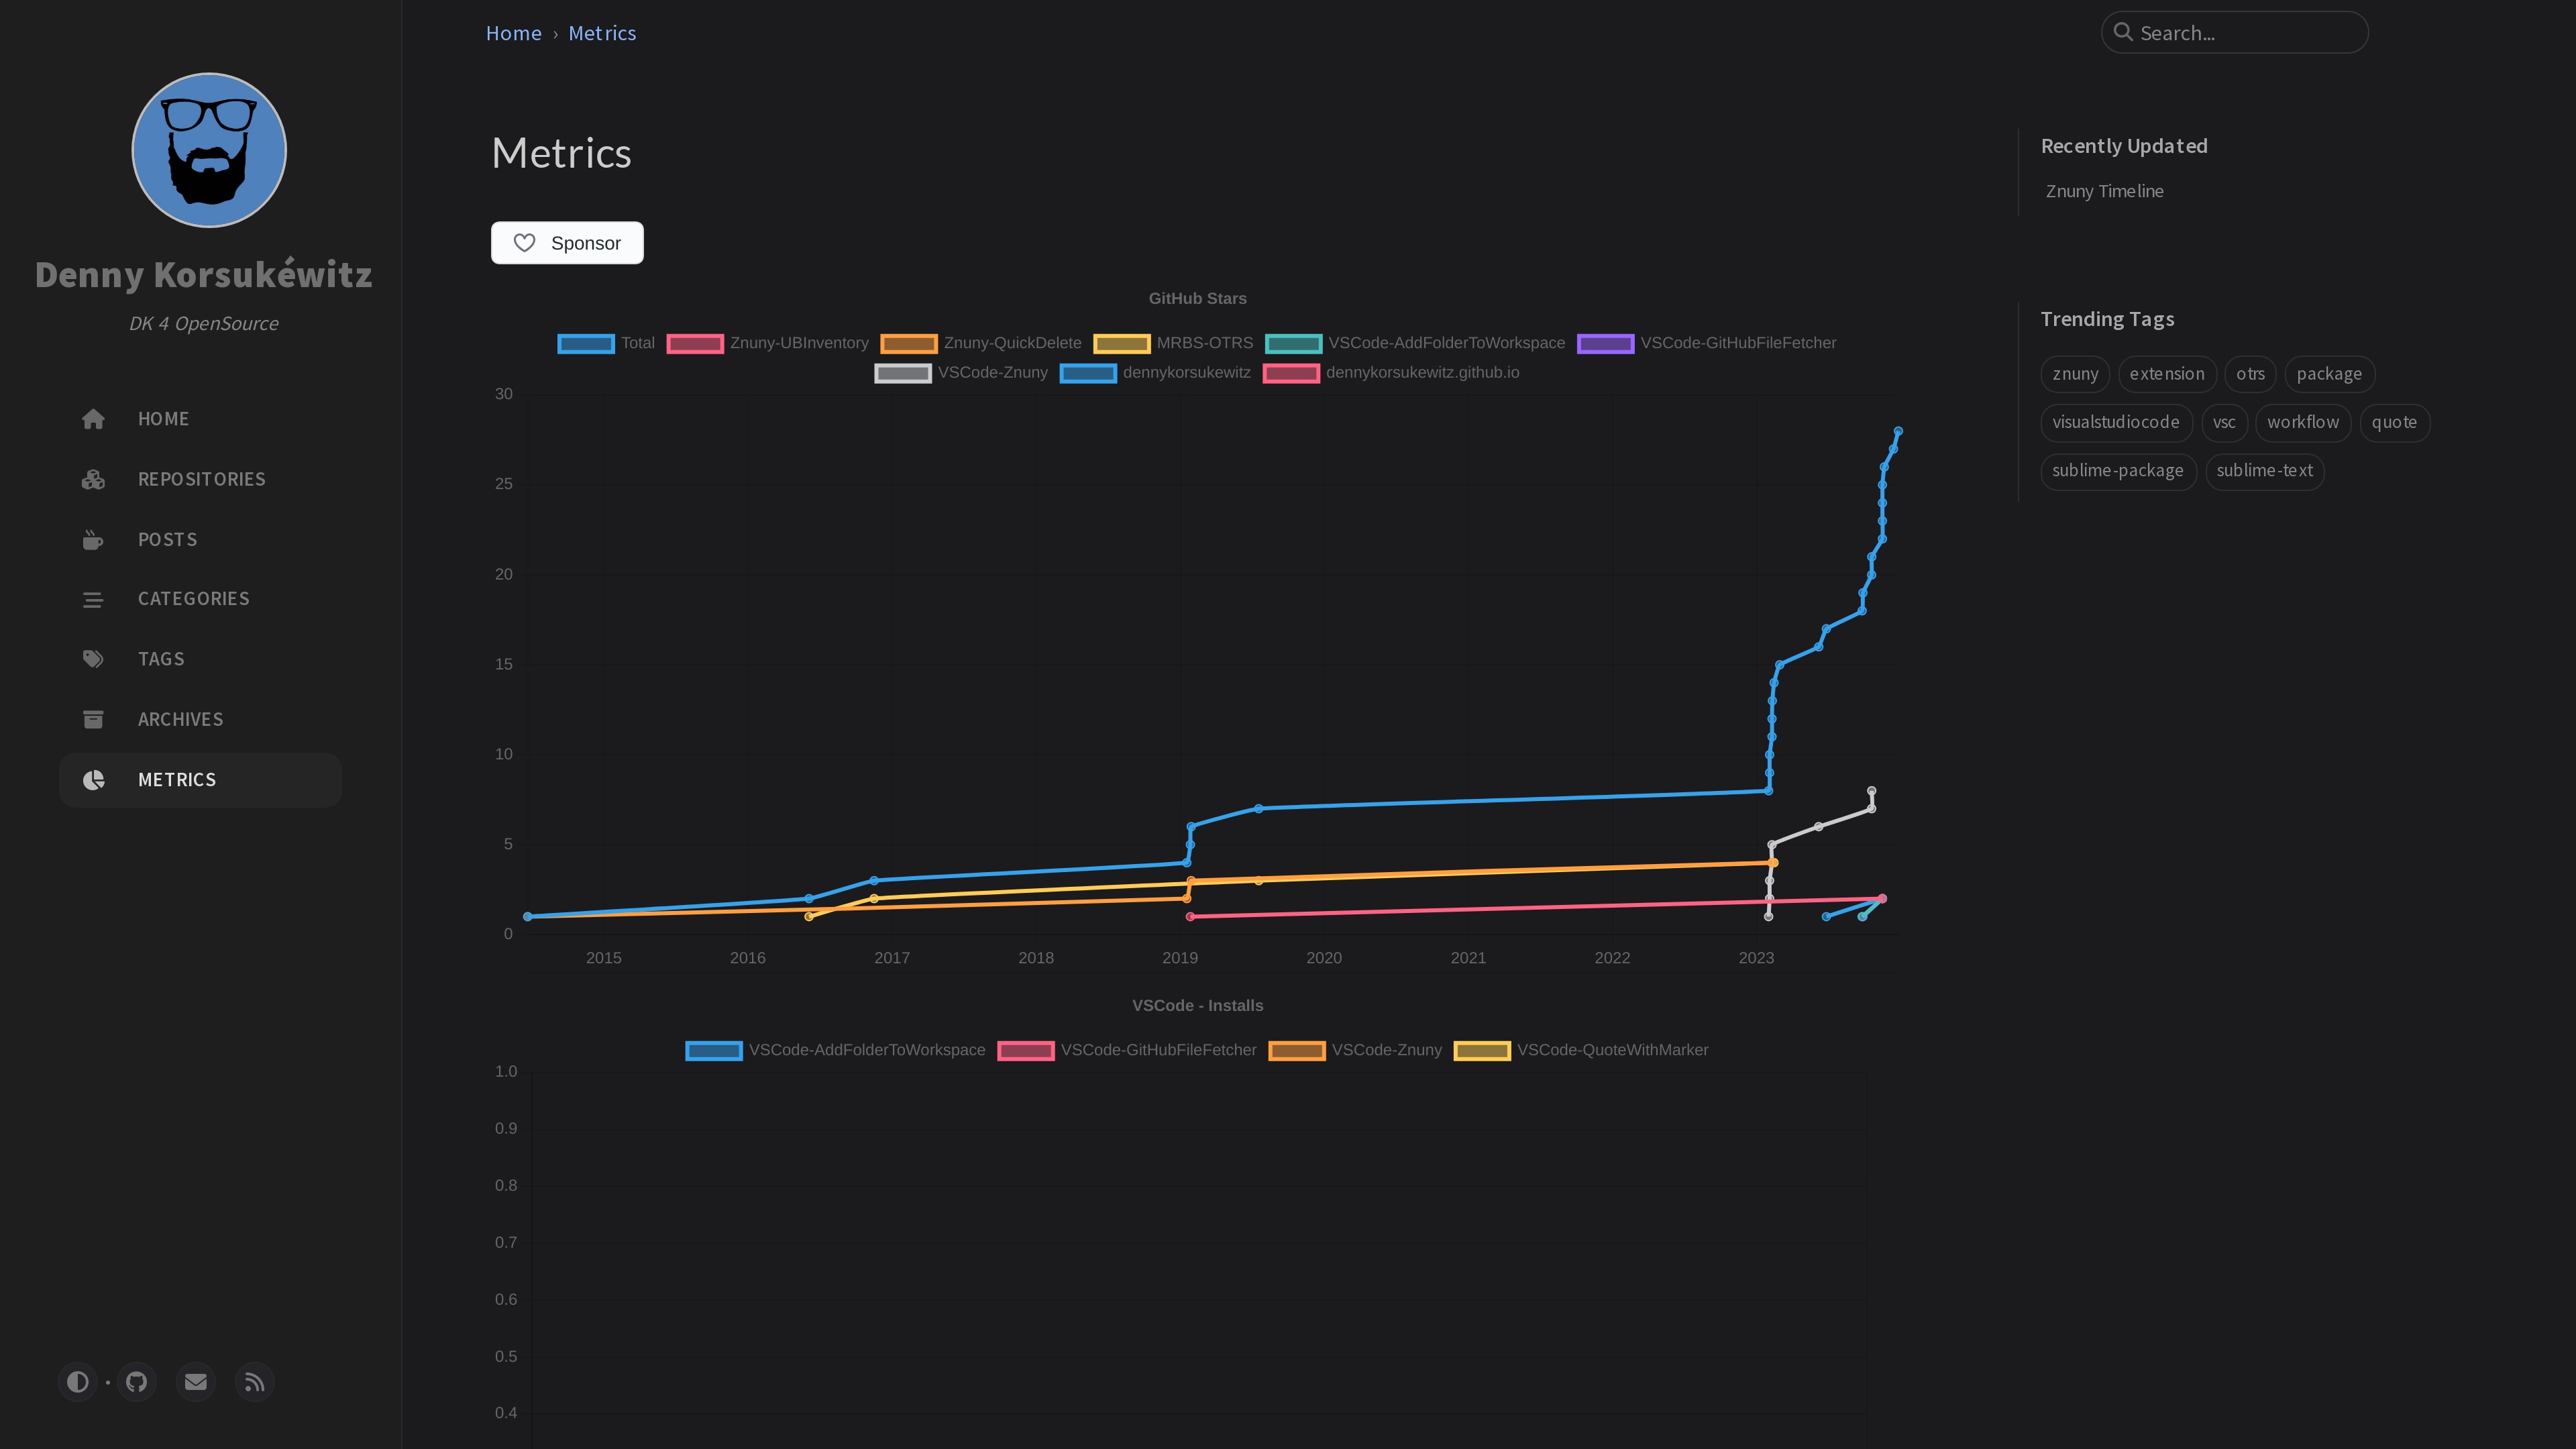 Denny Korsukéwitz
DK 4 OpenSource
HOME
REPOSITORIES
POSTS
CATEGORIES
TAGS
ARCHIVES
METRICS
Home › Metrics
Search...
Metrics
Sponsor
GitHub Stars
Total Znuny-UBInventory Znuny-QuickDelete MRBS-OTRS VSCode-AddFolderToWorkspace VSCode-GitHubFileFetcher
VSCode-Znuny dennykorsukewitz dennykorsukewitz.github.io
30
25
20
15
10
5
0
2015 2016 2017 2018 2019 2020 2021 2022 2023
VSCode - Installs
VSCode-AddFolderToWorkspace VSCode-GitHubFileFetcher VSCode-Znuny VSCode-QuoteWithMarker
1.0
0.9
0.8
0.7
0.6
0.5
0.4
Recently Updated
Znuny Timeline
Trending Tags
znuny extension otrs package
visualstudiocode vsc workflow quote
sublime-package sublime-text